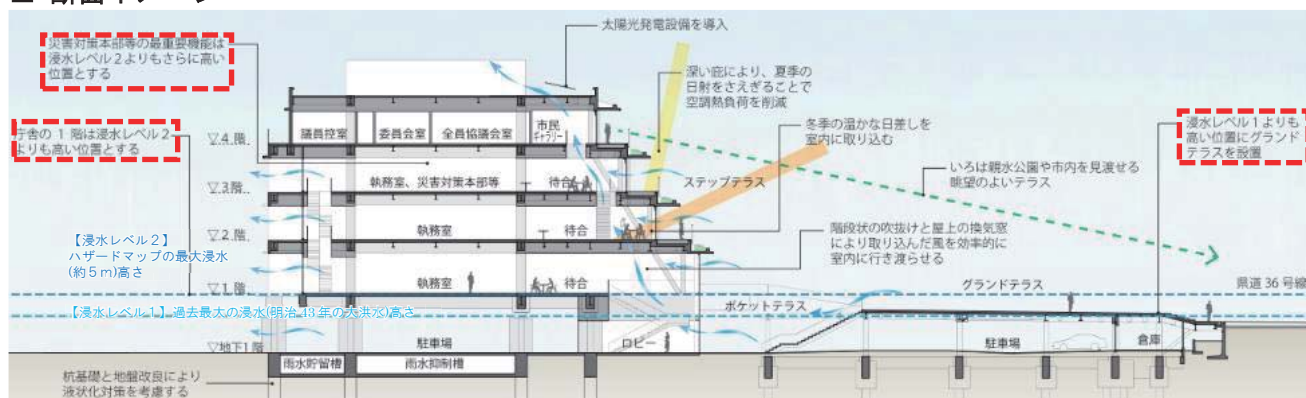 太陽光発電設備を導入
災害対策本部等の最重要機能は
浸水レベル2よりもさらに高い
位置とする
深い庇により、夏季の
日射をさえぎることで
空調熱負荷を削減
庁舎の1階は浸水レベル2
よりも高い位置とする
冬季の温かな日差しを
室内に取り込む
浸水レベル1よりも
高い位置にグランド
テラスを設置
▽4階
議員控室
委員会室
全員協議会室
市民
ギャラリー
いろは親水公園や市内を見渡せる
眺望のよいテラス
▽3階
執務室、災害対策本部等
待合
ステップテラス
階段状の吹抜けと屋上の換気窓
により取り込んだ風を効率的に
室内に行き渡らせる
▽2階
執務室
待合
【浸水レベル2】
ハザードマップの最大浸水
(約5m)高さ
▽1階
執務室
待合
グランドテラス
県道36号線
ポケットテラス
【浸水レベル1】過去最大の浸水(明治43年の大洪水)高さ
▽地下1階
駐車場
ロビー
駐車場
倉庫
雨水貯留槽
雨水抑制槽
杭基礎と地盤改良により
液状化対策を考慮する